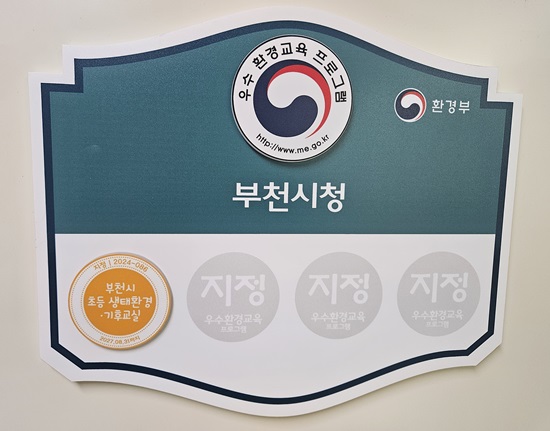 우수 환경교육 프로그램
http://www.me.go.kr
환경부
부천시청
지정 | 2024-086
부천시
초등 생태환경
·기후교실
지정
우수환경교육
프로그램
지정
우수환경교육
프로그램
지정
우수환경교육
프로그램